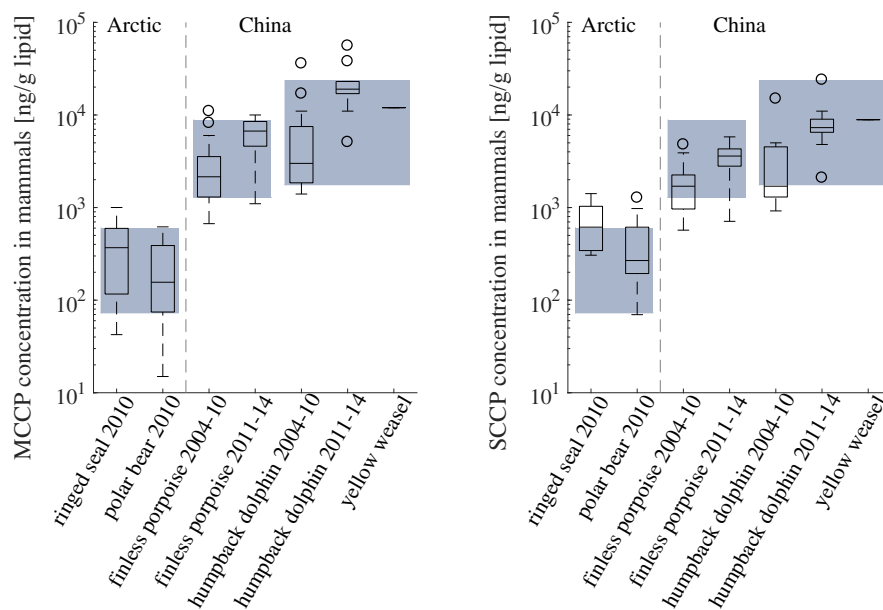 Arctic
China
MCCP concentration in mammals [ng/g lipid]
10^5
10^4
10^3
10^2
10^1
ringed seal 2010
polar bear 2010
finless porpoise 2004-10
finless porpoise 2011-14
humpback dolphin 2004-10
humpback dolphin 2011-14
yellow weasel
Arctic
China
SCCP concentration in mammals [ng/g lipid]
10^5
10^4
10^3
10^2
10^1
ringed seal 2010
polar bear 2010
finless porpoise 2004-10
finless porpoise 2011-14
humpback dolphin 2004-10
humpback dolphin 2011-14
yellow weasel